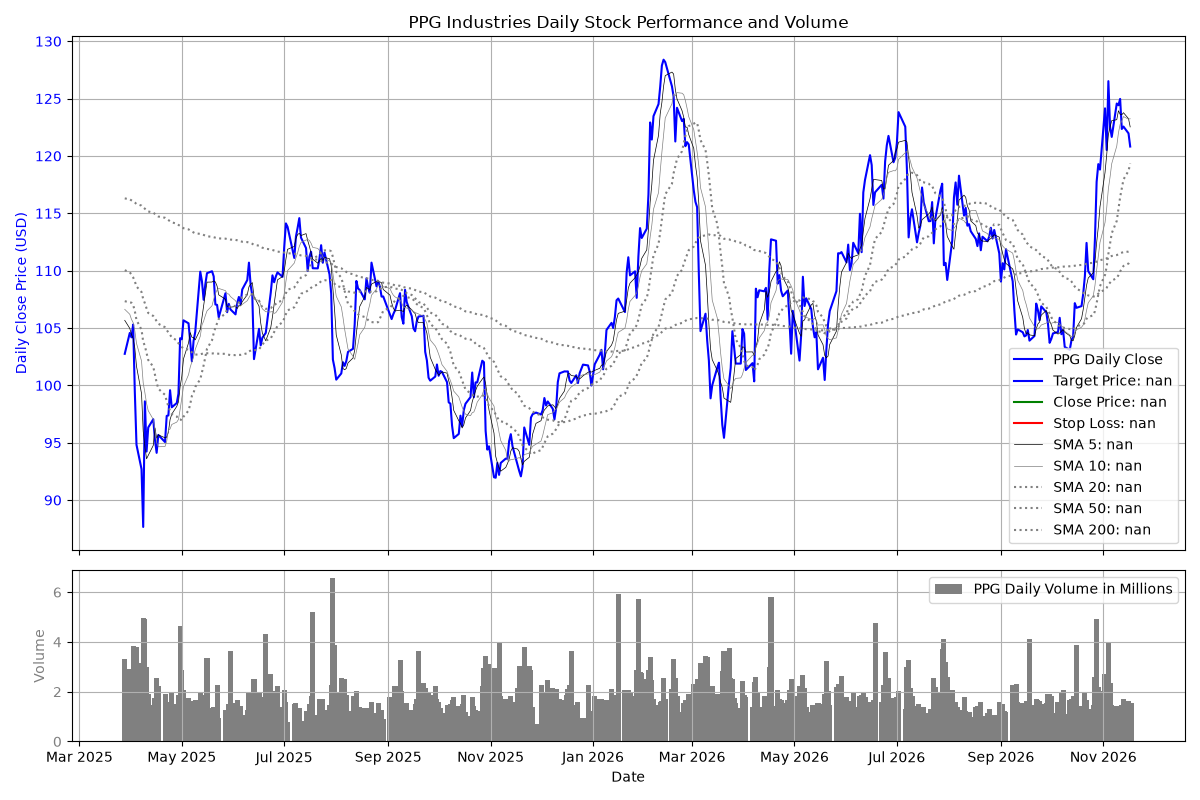 PPG Industries Daily Stock Performance and Volume
130
125
120
115
110
105
100
95
90
Daily Close Price (USD)
PPG Daily Close
Target Price: nan
Close Price: nan
Stop Loss: nan
SMA 5: nan
SMA 10: nan
SMA 20: nan
SMA 50: nan
SMA 200: nan
6
4
2
0
Volume
PPG Daily Volume in Millions
Mar 2025
May 2025
Jul 2025
Sep 2025
Nov 2025
Jan 2026
Mar 2026
May 2026
Jul 2026
Sep 2026
Nov 2026
Date